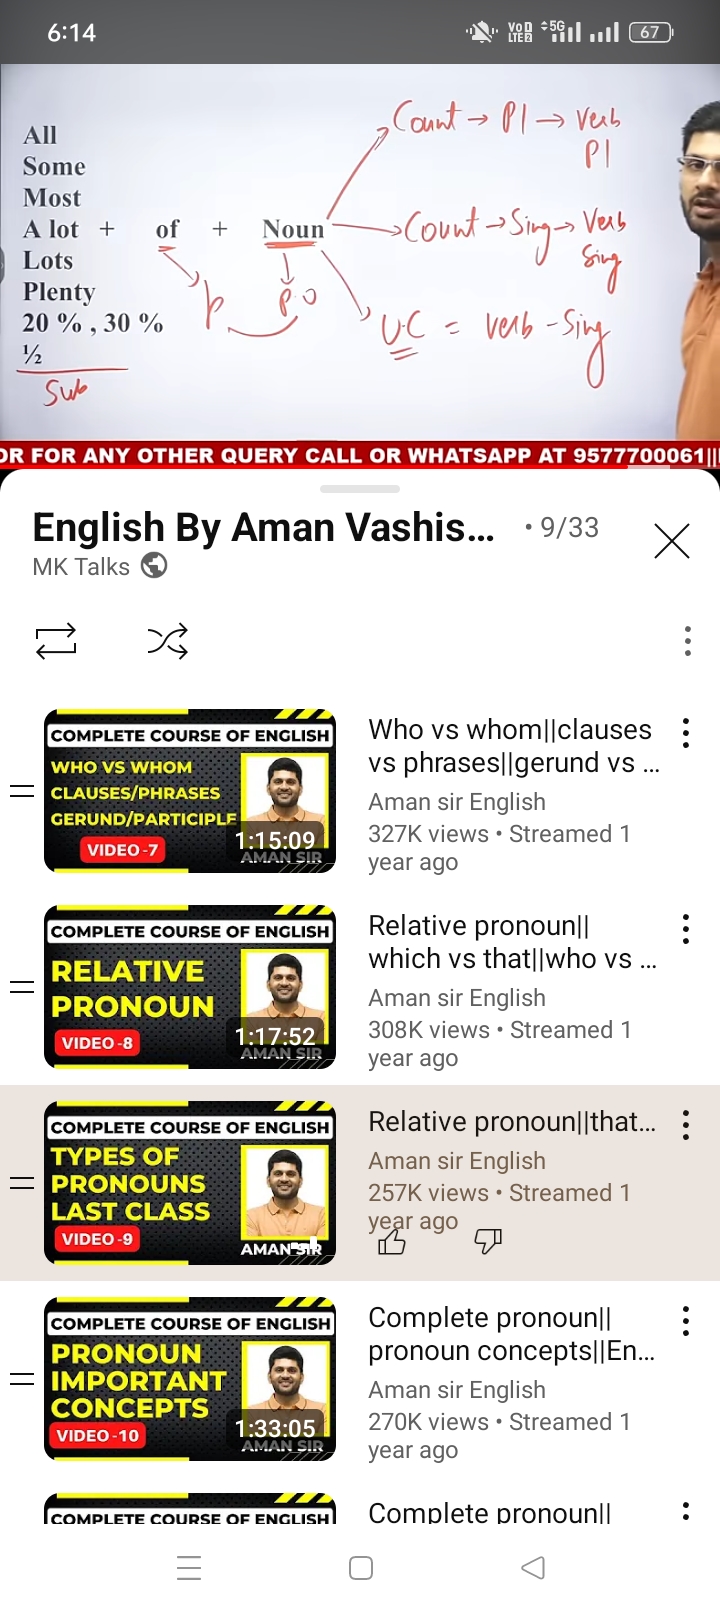 6:14
VoD LTE2 5G 67
All
Some
Most
A lot + of + Noun
Lots
Plenty
20 % , 30 %
½
Sub
p
P.O
Count → Pl → Verb
Pl
Count → Sing → Verb
Sing
U.C = verb - Sing
OR FOR ANY OTHER QUERY CALL OR WHATSAPP AT 9577700061||
English By Aman Vashis... • 9/33
MK Talks
COMPLETE COURSE OF ENGLISH
WHO VS WHOM
CLAUSES/PHRASES
GERUND/PARTICIPLE
VIDEO -7
1:15:09
AMAN SIR
Who vs whom||clauses
vs phrases||gerund vs ...
Aman sir English
327K views • Streamed 1
year ago
COMPLETE COURSE OF ENGLISH
RELATIVE
PRONOUN
VIDEO -8
1:17:52
AMAN SIR
Relative pronoun||
which vs that||who vs ...
Aman sir English
308K views • Streamed 1
year ago
COMPLETE COURSE OF ENGLISH
TYPES OF
PRONOUNS
LAST CLASS
VIDEO -9
AMAN SIR
Relative pronoun||that...
Aman sir English
257K views • Streamed 1
year ago
COMPLETE COURSE OF ENGLISH
PRONOUN
IMPORTANT
CONCEPTS
VIDEO -10
1:33:05
AMAN SIR
Complete pronoun||
pronoun concepts||En...
Aman sir English
270K views • Streamed 1
year ago
COMPLETE COURSE OF ENGLISH
Complete pronoun||